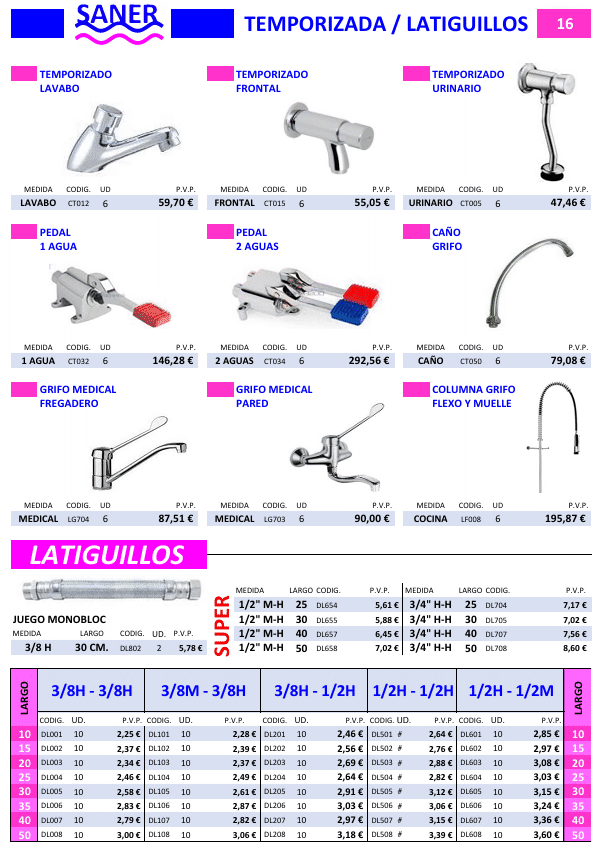 SANER
TEMPORIZADA / LATIGUILLOS 16
TEMPORIZADO LAVABO
MEDIDA CODIG. UD P.V.P.
LAVABO CT012 6 59,70 €
TEMPORIZADO FRONTAL
MEDIDA CODIG. UD P.V.P.
FRONTAL CT015 6 55,05 €
TEMPORIZADO URINARIO
MEDIDA CODIG. UD P.V.P.
URINARIO CT005 6 47,46 €
PEDAL 1 AGUA
MEDIDA CODIG. UD P.V.P.
1 AGUA CT032 6 146,28 €
PEDAL 2 AGUAS
MEDIDA CODIG. UD P.V.P.
2 AGUAS CT034 6 292,56 €
CAÑO GRIFO
MEDIDA CODIG. UD P.V.P.
CAÑO CT050 6 79,08 €
GRIFO MEDICAL FREGADERO
MEDIDA CODIG. UD P.V.P.
MEDICAL LG704 6 87,51 €
GRIFO MEDICAL PARED
MEDIDA CODIG. UD P.V.P.
MEDICAL LG703 6 90,00 €
COLUMNA GRIFO FLEXO Y MUELLE
MEDIDA CODIG. UD P.V.P.
COCINA LF008 6 195,87 €
LATIGUILLOS
JUEGO MONOBLOC
MEDIDA LARGO CODIG. UD. P.V.P.
3/8 H 30 CM. DL802 2 5,78 €
SUPER
MEDIDA LARGO CODIG. P.V.P. MEDIDA LARGO CODIG. P.V.P.
1/2" M-H 25 DL654 5,61 € 3/4" H-H 25 DL704 7,17 €
1/2" M-H 30 DL655 5,88 € 3/4" H-H 30 DL705 7,02 €
1/2" M-H 40 DL657 6,45 € 3/4" H-H 40 DL707 7,56 €
1/2" M-H 50 DL658 7,02 € 3/4" H-H 50 DL708 8,60 €
LARGO 3/8H - 3/8H 3/8M - 3/8H 3/8H - 1/2H 1/2H - 1/2H 1/2H - 1/2M LARGO
CODIG. UD. P.V.P. CODIG. UD. P.V.P. CODIG. UD. P.V.P. CODIG. UD. P.V.P. CODIG. UD. P.V.P.
10 DL001 10 2,25 € DL101 10 2,28 € DL201 10 2,46 € DL501 # 2,64 € DL601 10 2,85 € 10
15 DL002 10 2,37 € DL102 10 2,39 € DL202 10 2,56 € DL502 # 2,76 € DL602 10 2,97 € 15
20 DL003 10 2,34 € DL103 10 2,37 € DL203 10 2,69 € DL503 # 2,88 € DL603 10 3,08 € 20
25 DL004 10 2,46 € DL104 10 2,49 € DL204 10 2,64 € DL504 # 2,82 € DL604 10 3,03 € 25
30 DL005 10 2,58 € DL105 10 2,61 € DL205 10 2,91 € DL505 # 3,12 € DL605 10 3,15 € 30
35 DL006 10 2,83 € DL106 10 2,87 € DL206 10 3,03 € DL506 # 3,06 € DL606 10 3,24 € 35
40 DL007 10 2,79 € DL107 10 2,82 € DL207 10 2,97 € DL507 # 3,15 € DL607 10 3,36 € 40
50 DL008 10 3,00 € DL108 10 3,06 € DL208 10 3,18 € DL508 # 3,39 € DL608 10 3,60 € 50